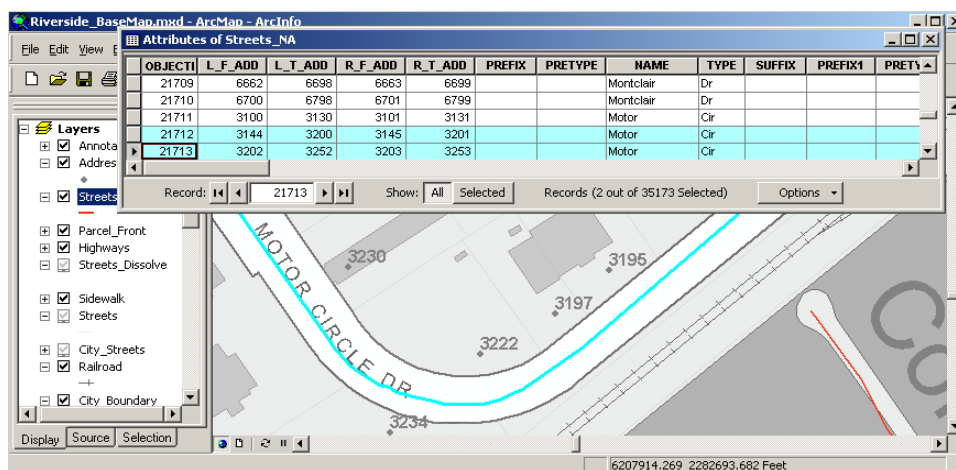 Riverside_BaseMap.mxd - ArcMap - ArcInfo
Attributes of Streets_NA
File Edit View
OBJECTI L_F_ADD L_T_ADD R_F_ADD R_T_ADD PREFIX PRETYPE NAME TYPE SUFFIX PREFIX1 PRETY
21709 6662 6698 6663 6699 Montclair Dr
21710 6700 6798 6701 6799 Montclair Dr
21711 3100 3130 3101 3131 Motor Cir
21712 3144 3200 3145 3201 Motor Cir
21713 3202 3252 3203 3253 Motor Cir
Record: 21713 Show: All Selected Records (2 out of 35173 Selected) Options
Layers
Annota
Addres
Streets
Parcel_Front
Highways
Streets_Dissolve
Sidewalk
Streets
City_Streets
Railroad
City_Boundary
Display Source Selection
MOTOR CIRCLE DR
3230
3195
3197
3222
3234
Co
6207914.269 2282693.682 Feet